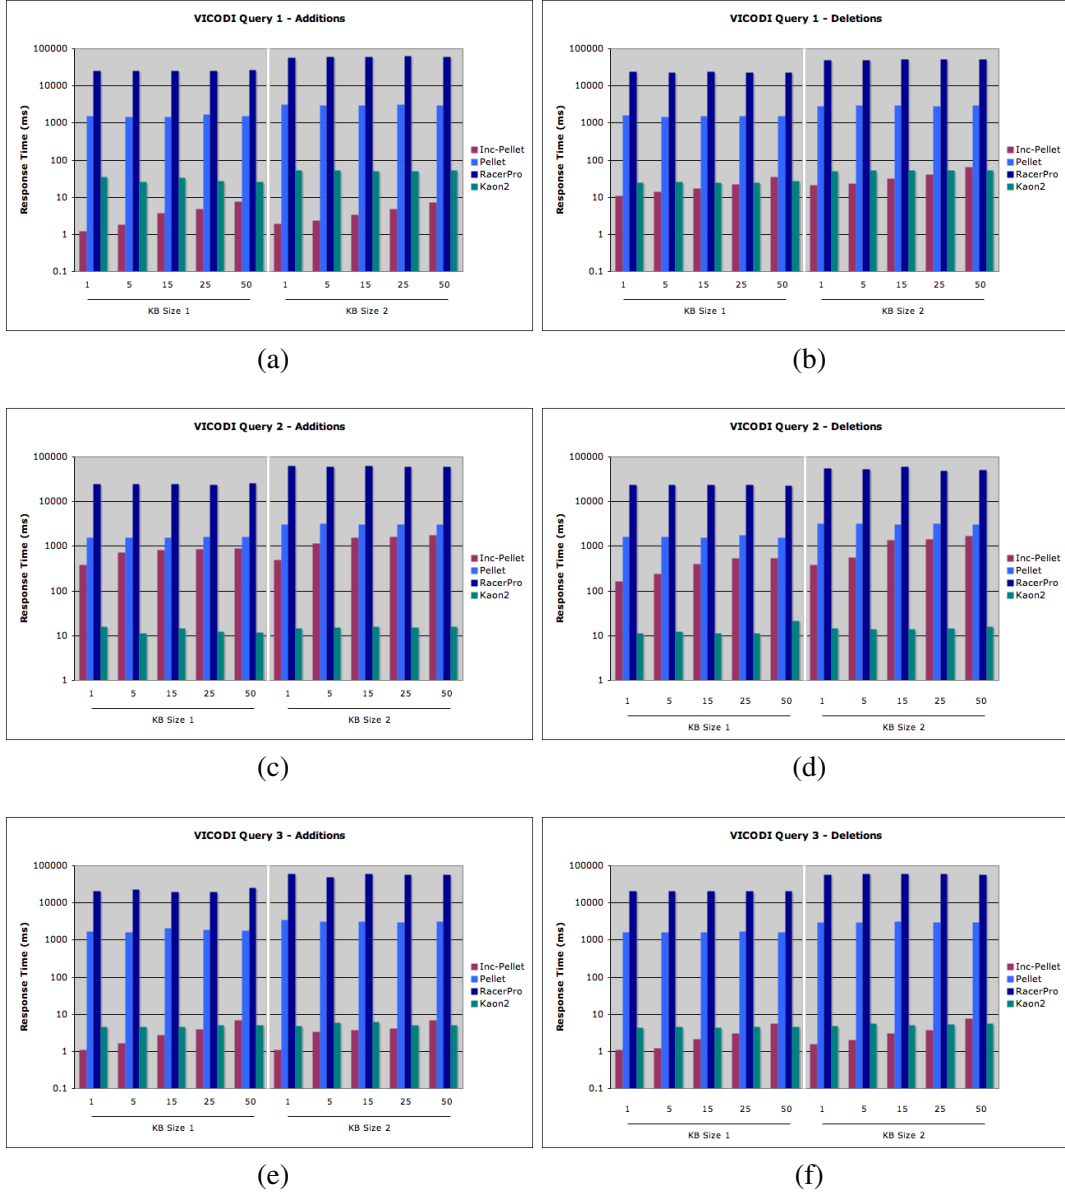 VICODI Query 1 - Additions
100000
10000
1000
100
10
1
0.1
Response Time (ms)
1 5 15 25 50 1 5 15 25 50
KB Size 1 KB Size 2
Inc-Pellet
Pellet
RacerPro
Kaon2
(a)
VICODI Query 1 - Deletions
100000
10000
1000
100
10
1
0.1
Response Time (ms)
1 5 15 25 50 1 5 15 25 50
KB Size 1 KB Size 2
Inc-Pellet
Pellet
RacerPro
Kaon2
(b)
VICODI Query 2 - Additions
100000
10000
1000
100
10
1
Response Time (ms)
1 5 15 25 50 1 5 15 25 50
KB Size 1 KB Size 2
Inc-Pellet
Pellet
RacerPro
Kaon2
(c)
VICODI Query 2 - Deletions
100000
10000
1000
100
10
1
Response Time (ms)
1 5 15 25 50 1 5 15 25 50
KB Size 1 KB Size 2
Inc-Pellet
Pellet
RacerPro
Kaon2
(d)
VICODI Query 3 - Additions
100000
10000
1000
100
10
1
0.1
Response Time (ms)
1 5 15 25 50 1 5 15 25 50
KB Size 1 KB Size 2
Inc-Pellet
Pellet
RacerPro
Kaon2
(e)
VICODI Query 3 - Deletions
100000
10000
1000
100
10
1
0.1
Response Time (ms)
1 5 15 25 50 1 5 15 25 50
KB Size 1 KB Size 2
Inc-Pellet
Pellet
RacerPro
Kaon2
(f)